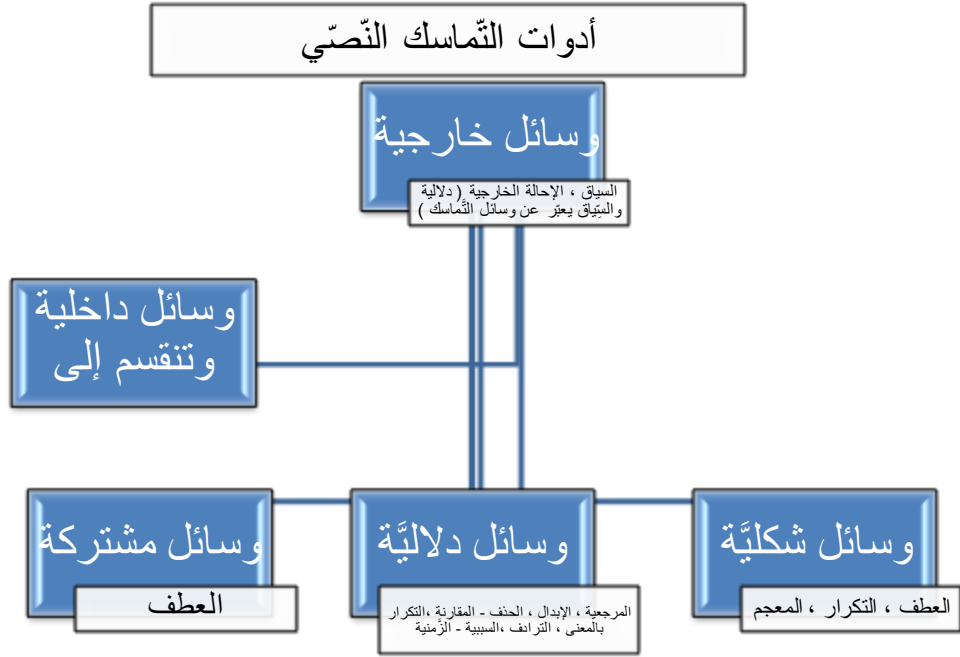 أدوات التّماسك النّصّي
وسائل خارجية
السياق ، الإحالة الخارجية ( دلالية
والسِّياق يعبّر عن وسائل التَّماسك )
وسائل داخلية
وتنقسم إلى
وسائل شكليَّة
العطف ، التكرار ، المعجم
وسائل دلاليَّة
المرجعية ، الإبدال ، الحذف - المقارنة ،التكرار
بالمعنى ، الترادف ،السببية - الزَّمنية
وسائل مشتركة
العطف